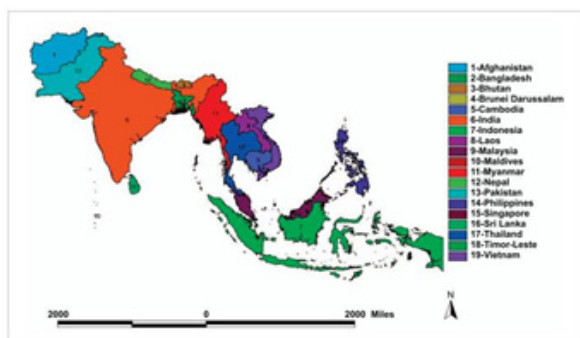 1-Afghanistan
2-Bangladesh
3-Bhutan
4-Brunei Darussalam
5-Cambodia
6-India
7-Indonesia
8-Laos
9-Malaysia
10-Maldives
11-Myanmar
12-Nepal
13-Pakistan
14-Philippines
15-Singapore
16-Sri Lanka
17-Thailand
18-Timor-Leste
19-Vietnam
N
2000 0 2000 Miles